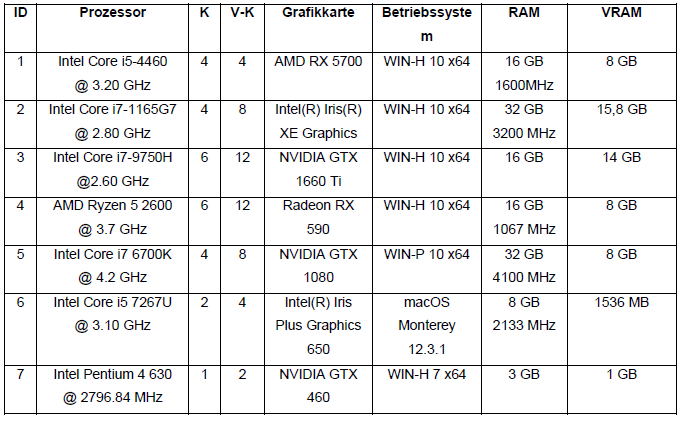 ID Prozessor K V-K Grafikkarte Betriebssyste RAM VRAM
m
1 Intel Core i5-4460 4 4 AMD RX 5700 WIN-H 10 x64 16 GB 8 GB
@ 3.20 GHz 1600MHz
2 Intel Core i7-1165G7 4 8 Intel(R) Iris(R) WIN-H 10 x64 32 GB 15,8 GB
@ 2.80 GHz XE Graphics 3200 MHz
3 Intel Core i7-9750H 6 12 NVIDIA GTX WIN-H 10 x64 16 GB 14 GB
@2.60 GHz 1660 Ti
4 AMD Ryzen 5 2600 6 12 Radeon RX WIN-H 10 x64 16 GB 8 GB
@ 3.7 GHz 590 1067 MHz
5 Intel Core i7 6700K 4 8 NVIDIA GTX WIN-P 10 x64 32 GB 8 GB
@ 4.2 GHz 1080 4100 MHz
6 Intel Core i5 7267U 2 4 Intel(R) Iris macOS 8 GB 1536 MB
@ 3.10 GHz Plus Graphics Monterey 2133 MHz
650 12.3.1
7 Intel Pentium 4 630 1 2 NVIDIA GTX WIN-H 7 x64 3 GB 1 GB
@ 2796.84 MHz 460